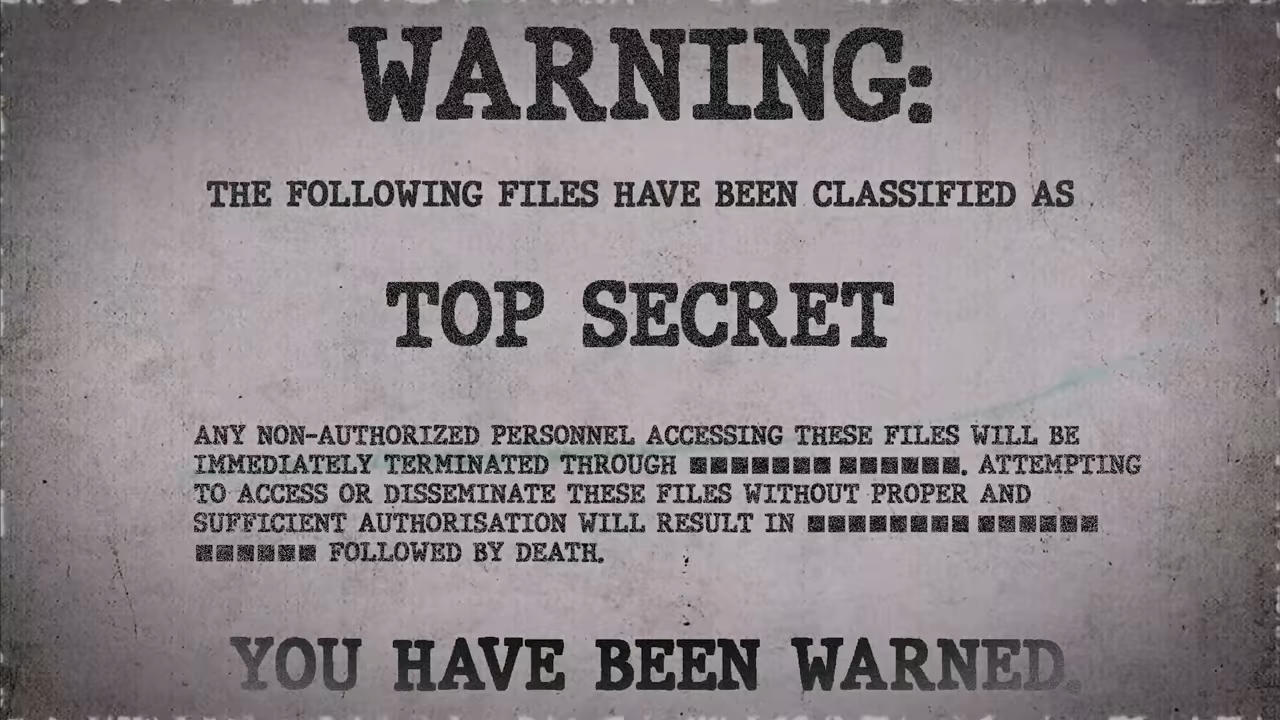 WARNING:
THE FOLLOWING FILES HAVE BEEN CLASSIFIED AS
TOP SECRET
ANY NON-AUTHORIZED PERSONNEL ACCESSING THESE FILES WILL BE
IMMEDIATELY TERMINATED THROUGH ■■■■■■■ ■■■■■■. ATTEMPTING
TO ACCESS OR DISSEMINATE THESE FILES WITHOUT PROPER AND
SUFFICIENT AUTHORISATION WILL RESULT IN ■■■■■■■■ ■■■■■■
■■■■■■ FOLLOWED BY DEATH.
YOU HAVE BEEN WARNED.